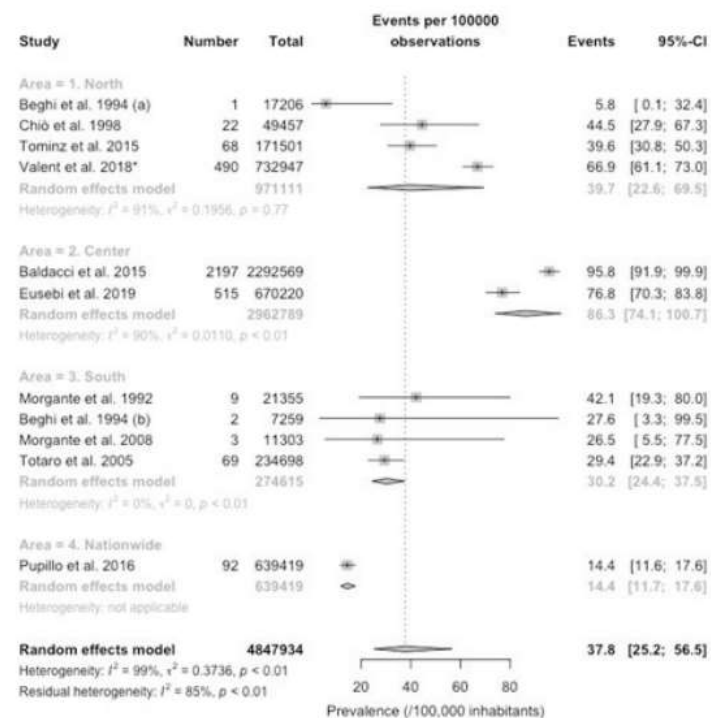 Events per 100000
Study Number Total observations Events 95%-CI
Area = 1. North
Beghi et al. 1994 (a) 1 17206 5.8 [ 0.1; 32.4]
Chiò et al. 1998 22 49457 44.5 [27.9; 67.3]
Tominz et al. 2015 68 171501 39.6 [30.8; 50.3]
Valent et al. 2018* 490 732947 66.9 [61.1; 73.0]
Random effects model 971111 39.7 [22.6; 69.5]
Heterogeneity: I² = 91%, τ² = 0.1956, p = 0.77
Area = 2. Center
Baldacci et al. 2015 2197 2292569 95.8 [91.9; 99.9]
Eusebi et al. 2019 515 670220 76.8 [70.3; 83.8]
Random effects model 2962789 86.3 [74.1; 100.7]
Heterogeneity: I² = 90%, τ² = 0.0110, p < 0.01
Area = 3. South
Morgante et al. 1992 9 21355 42.1 [19.3; 80.0]
Beghi et al. 1994 (b) 2 7259 27.6 [ 3.3; 99.5]
Morgante et al. 2008 3 11303 26.5 [ 5.5; 77.5]
Totaro et al. 2005 69 234698 29.4 [22.9; 37.2]
Random effects model 274615 30.2 [24.4; 37.5]
Heterogeneity: I² = 0%, τ² = 0, p < 0.01
Area = 4. Nationwide
Pupillo et al. 2016 92 639419 14.4 [11.6; 17.6]
Random effects model 639419 14.4 [11.7; 17.6]
Heterogeneity: not applicable
Random effects model 4847934 37.8 [25.2; 56.5]
Heterogeneity: I² = 99%, τ² = 0.3736, p < 0.01
Residual heterogeneity: I² = 85%, p < 0.01
20 40 60 80
Prevalence (/100,000 inhabitants)